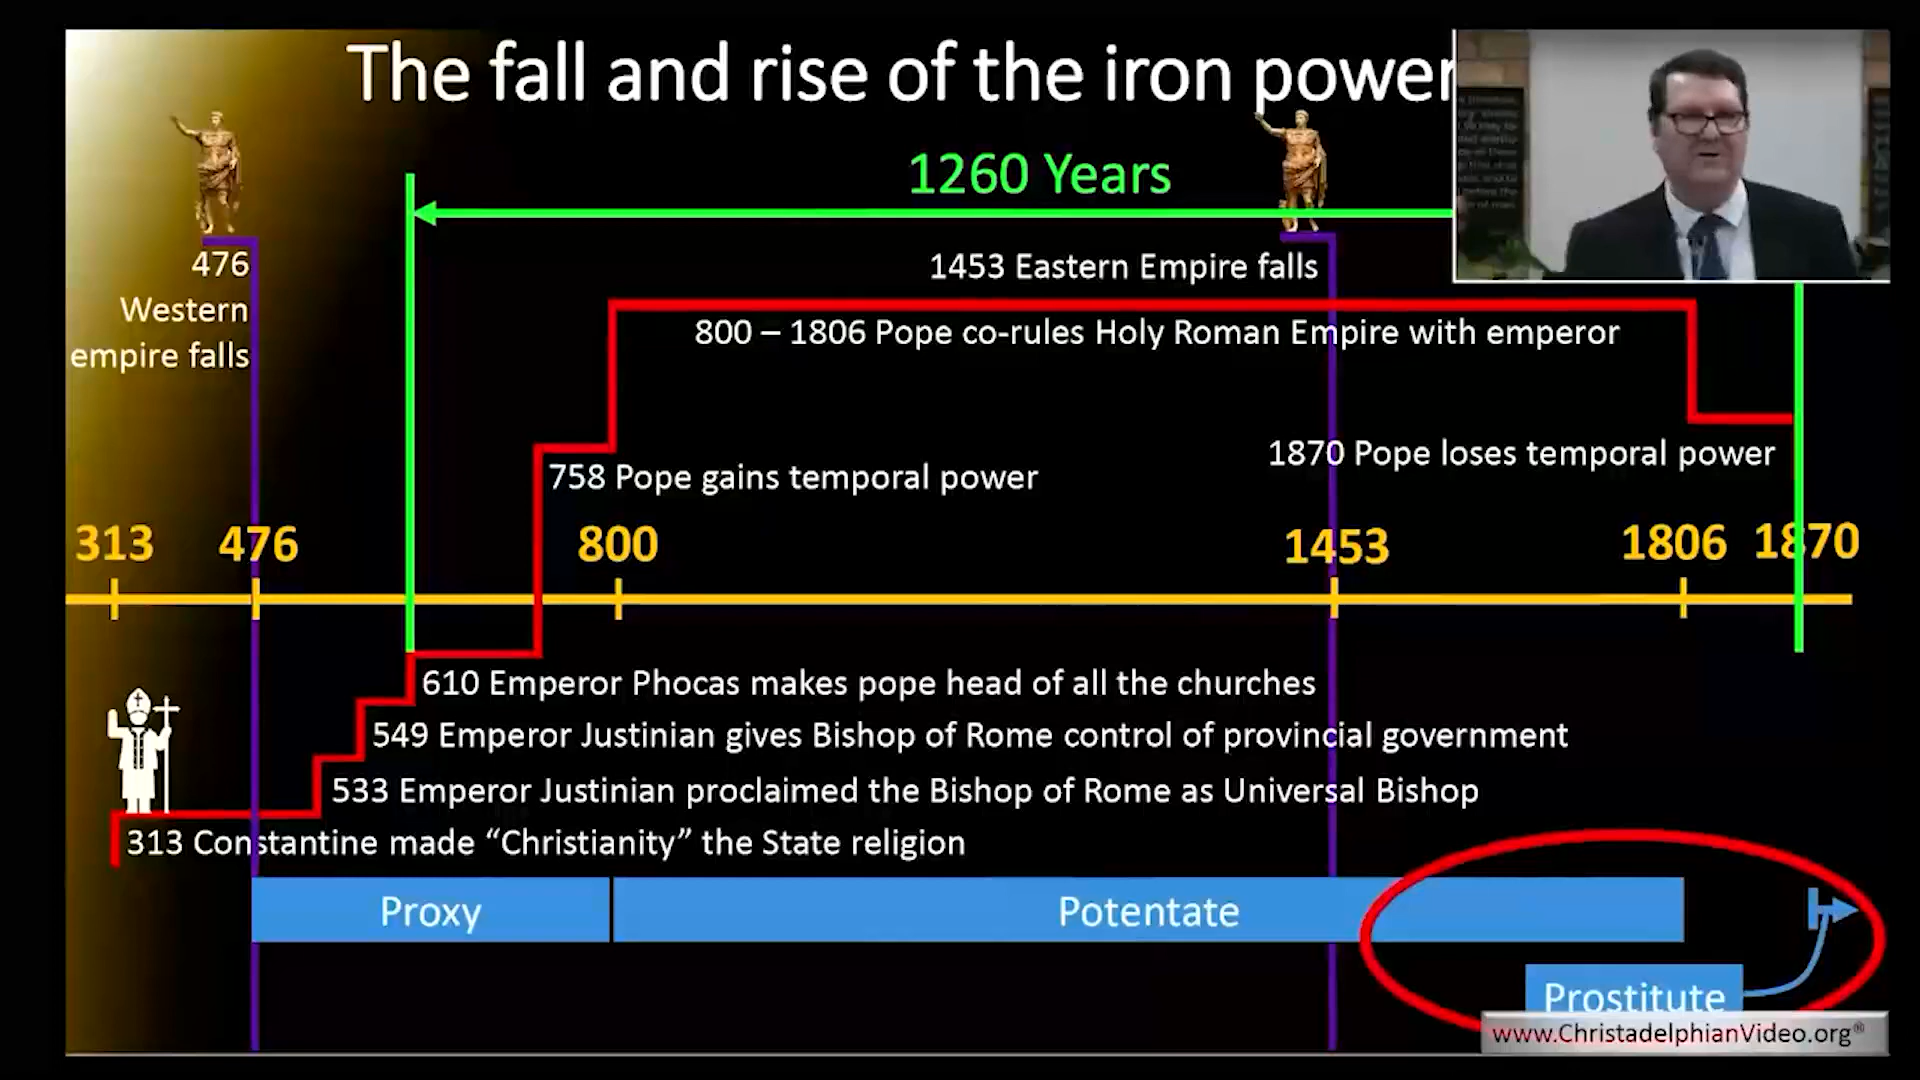 The fall and rise of the iron power
1260 Years
476
Western
empire falls
1453 Eastern Empire falls
800 – 1806 Pope co-rules Holy Roman Empire with emperor
758 Pope gains temporal power
1870 Pope loses temporal power
313
476
800
1453
1806
1870
610 Emperor Phocas makes pope head of all the churches
549 Emperor Justinian gives Bishop of Rome control of provincial government
533 Emperor Justinian proclaimed the Bishop of Rome as Universal Bishop
313 Constantine made “Christianity” the State religion
Proxy
Potentate
Prostitute
www.ChristadelphianVideo.org®